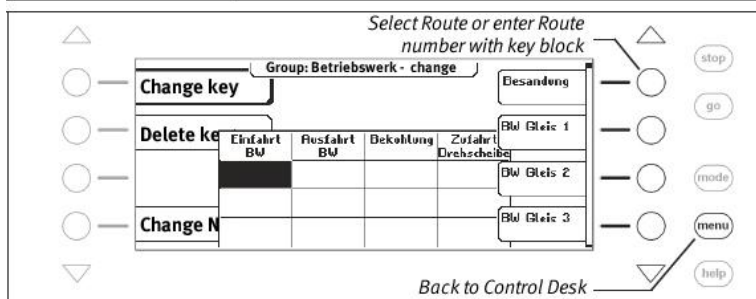 Select Route or enter Route
number with key block
stop
Group: Betriebswerk - change
Change key
Besandung
go
Delete ke
BW Gleis 1
Einfahrt
BW
Ausfahrt
BW
Bekohlung
Zufahrt
Drehscheibe
BW Gleis 2
mode
Change N
BW Gleis 3
menu
Back to Control Desk
help